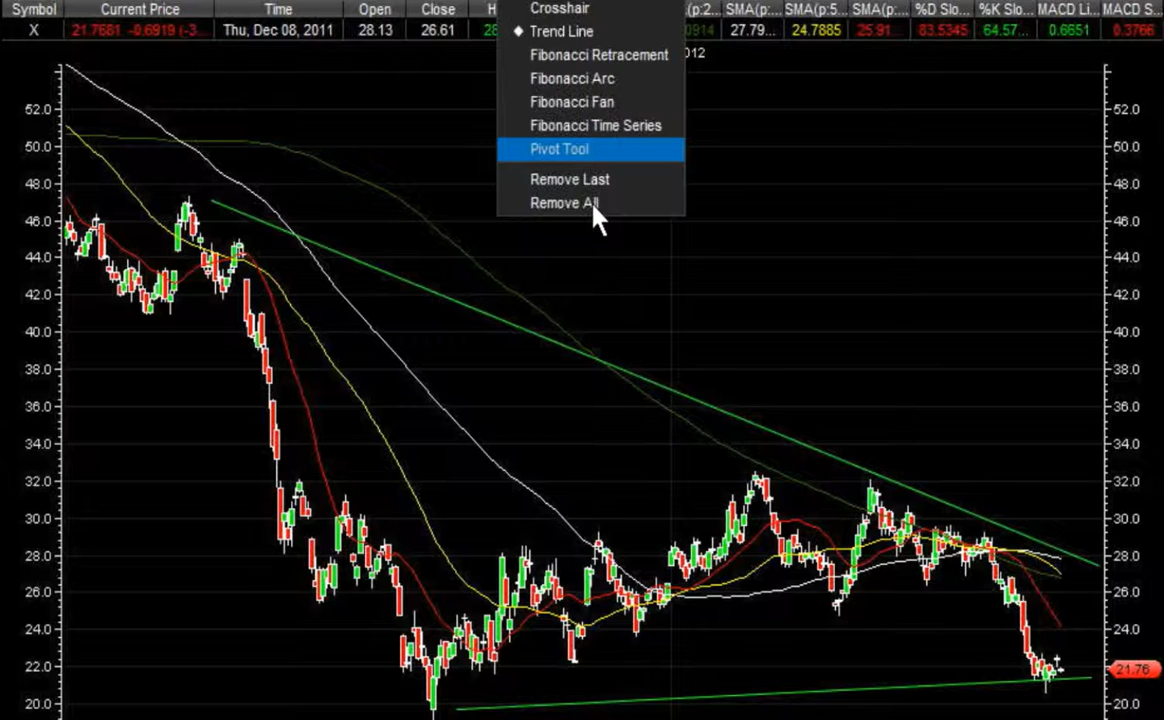 Symbol Current Price Time Open Close H (p:2... SMA(p:... SMA(p:5... SMA(p:... %D Slo... %K Slo... MACD Li... MACD S...
X 21.7681 -0.6919 (-3... Thu, Dec 08, 2011 28.13 26.61 28 0914 27.79... 24.7885 25.91... 83.5345 64.57... 0.6651 0.3766
Crosshair
Trend Line
012
Fibonacci Retracement
Fibonacci Arc
Fibonacci Fan
Fibonacci Time Series
Pivot Tool
Remove Last
Remove All
52.0 52.0
50.0 50.0
48.0 48.0
46.0 46.0
44.0 44.0
42.0 42.0
40.0 40.0
38.0 38.0
36.0 36.0
34.0 34.0
32.0 32.0
30.0 30.0
28.0 28.0
26.0 26.0
24.0 24.0
22.0 21.76
20.0 20.0